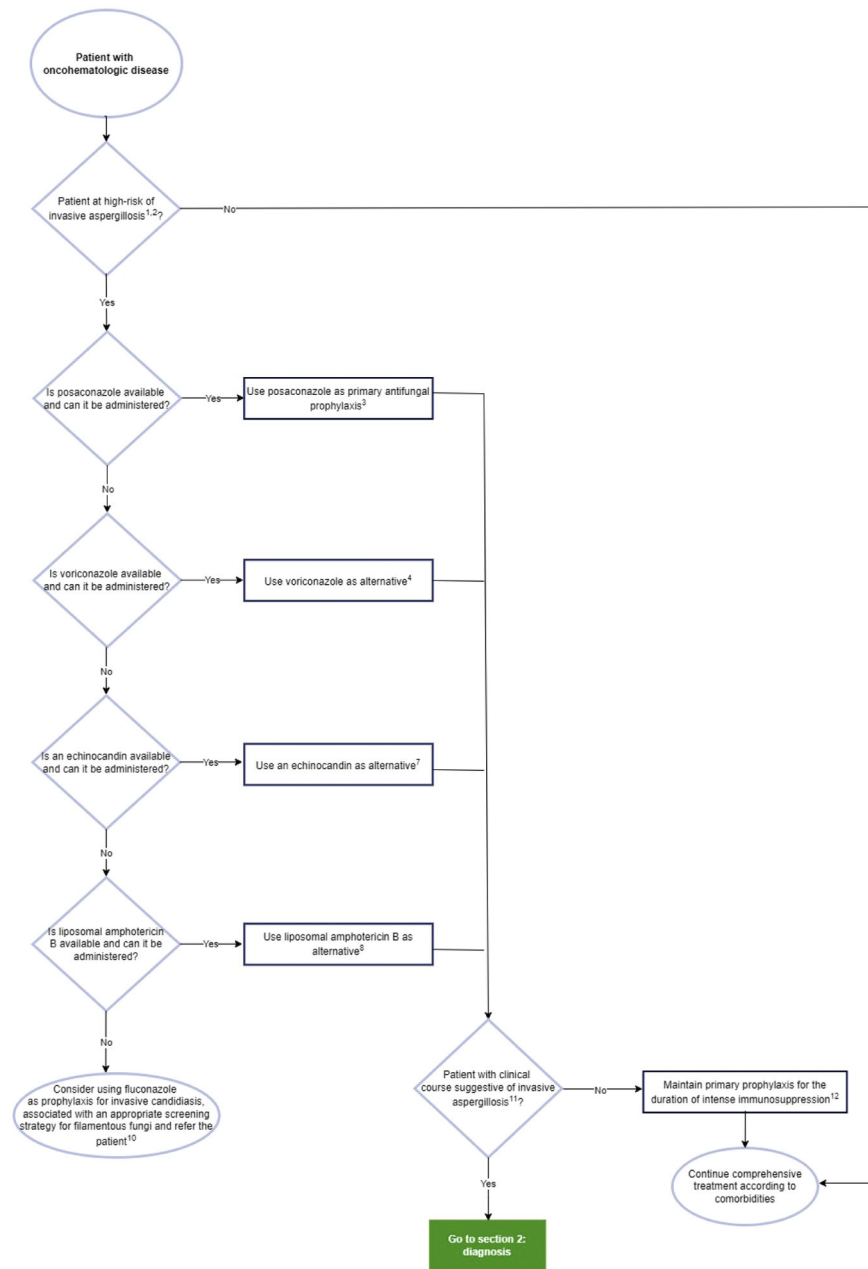 Patient with
oncohematologic disease
Patient at high-risk of
invasive aspergillosis1,2?
No
Yes
Is posaconazole available
and can it be administered?
Yes
Use posaconazole as primary antifungal
prophylaxis3
No
Is voriconazole available
and can it be administered?
Yes
Use voriconazole as alternative4
No
Is an echinocandin available
and can it be administered?
Yes
Use an echinocandin as alternative7
No
Is liposomal amphotericin
B available and can it be
administered?
Yes
Use liposomal amphotericin B as
alternative8
No
Consider using fluconazole
as prophylaxis for invasive candidiasis,
associated with an appropriate screening
strategy for filamentous fungi and refer the
patient10
Patient with clinical
course suggestive of invasive
aspergillosis11?
No
Maintain primary prophylaxis for the
duration of intense immunosuppression12
Continue comprehensive
treatment according to
comorbidities
Yes
Go to section 2:
diagnosis